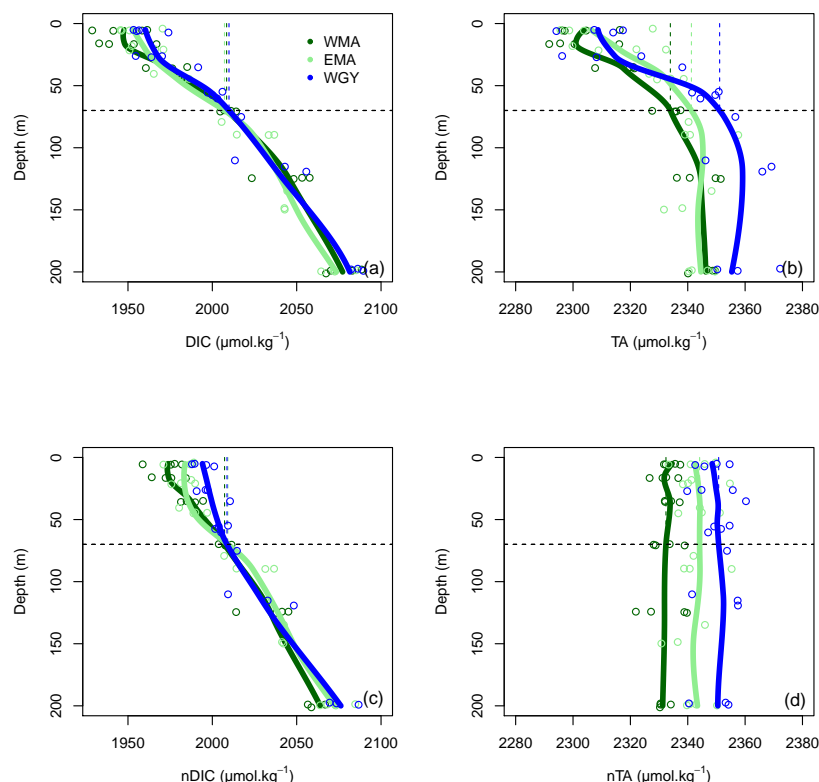 0
50
100
150
200
Depth (m)
WMA
EMA
WGY
(a)
1950 2000 2050 2100
DIC (µmol.kg⁻¹)
0
50
100
150
200
Depth (m)
(b)
2280 2300 2320 2340 2360 2380
TA (µmol.kg⁻¹)
0
50
100
150
200
Depth (m)
(c)
1950 2000 2050 2100
nDIC (µmol.kg⁻¹)
0
50
100
150
200
Depth (m)
(d)
2280 2300 2320 2340 2360 2380
nTA (µmol.kg⁻¹)